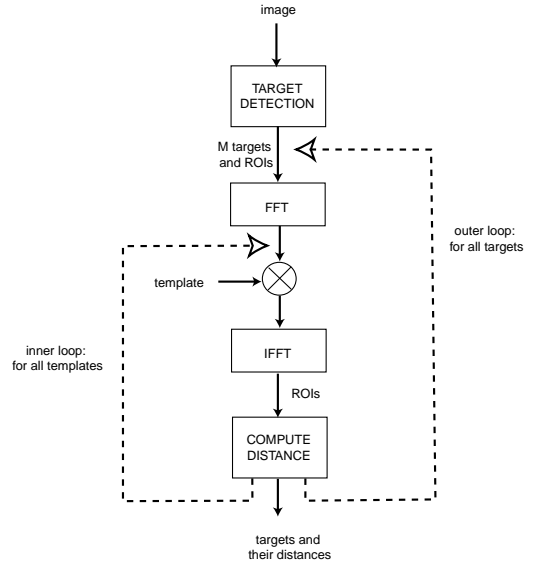 image
TARGET
DETECTION
M targets
and ROIs
FFT
outer loop:
for all targets
template
IFFT
inner loop:
for all templates
ROIs
COMPUTE
DISTANCE
targets and
their distances